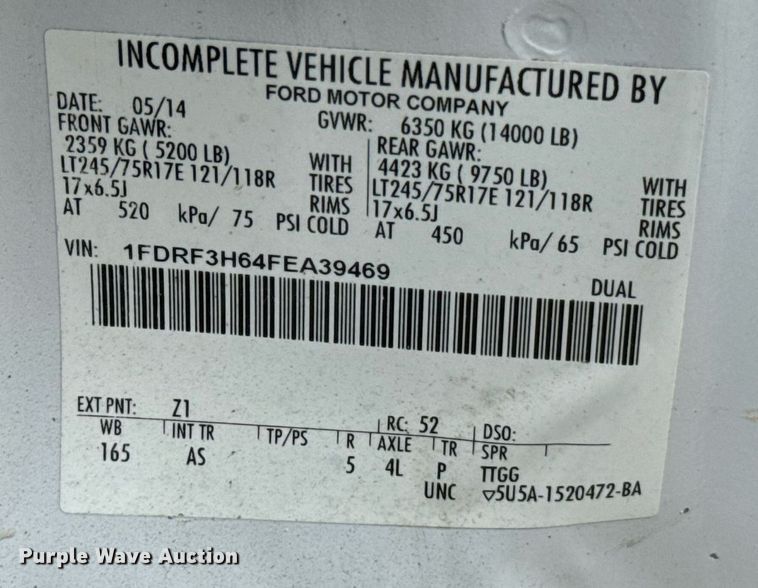 INCOMPLETE VEHICLE MANUFACTURED BY
FORD MOTOR COMPANY
DATE: 05/14 GVWR: 6350 KG (14000 LB)
FRONT GAWR: REAR GAWR:
2359 KG ( 5200 LB) WITH 4423 KG ( 9750 LB) WITH
LT245/75R17E 121/118R TIRES LT245/75R17E 121/118R TIRES
17x6.5J RIMS 17x6.5J RIMS
AT 520 kPa/ 75 PSI COLD AT 450 kPa/ 65 PSI COLD
VIN: 1FDRF3H64FEA39469
DUAL
EXT PNT: Z1 RC: 52 DSO:
WB INT TR TP/PS R AXLE TR SPR
165 AS 5 4L P TTGG
UNC ▽5U5A-1520472-BA
Purple Wave Auction